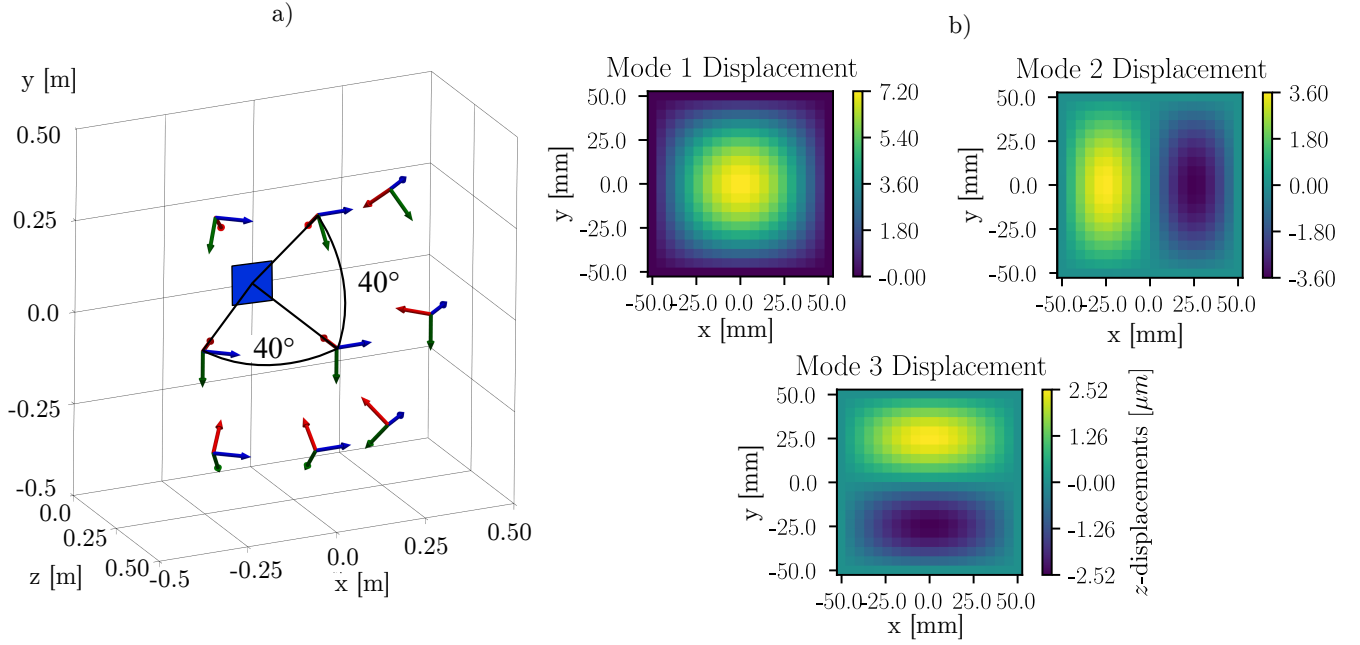 a)
y [m]
0.50
0.25
0.0
-0.25
-0.5
0.0
0.25
0.50
z [m]
-0.5
-0.25
0.0
0.25
0.50
x [m]
40°
40°
b)
Mode 1 Displacement
50.0
25.0
0.0
-25.0
-50.0
y [mm]
-50.0 -25.0 0.0 25.0 50.0
x [mm]
7.20
5.40
3.60
1.80
-0.00
Mode 2 Displacement
50.0
25.0
0.0
-25.0
-50.0
y [mm]
-50.0 -25.0 0.0 25.0 50.0
x [mm]
3.60
1.80
0.00
-1.80
-3.60
Mode 3 Displacement
50.0
25.0
0.0
-25.0
-50.0
y [mm]
-50.0 -25.0 0.0 25.0 50.0
x [mm]
2.52
1.26
-0.00
-1.26
-2.52
z-displacements [μm]